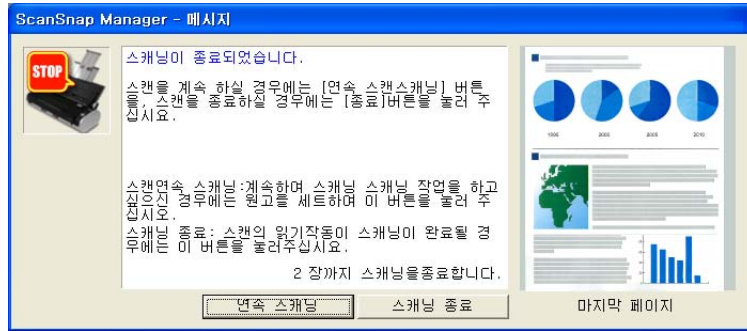 ScanSnap Manager - 메시지
STOP
스캐닝이 종료되었습니다.
스캔을 계속 하실 경우에는 [연속 스캔스캐닝] 버튼
을, 스캔을 종료하실 경우에는 [종료]버튼을 눌러 주
십시요.
스캔연속 스캐닝:계속하여 스캐닝 스캐닝 작업을 하고
싶으신 경우에는 원고를 세트하여 이 버튼을 눌러 주
십시오.
스캐닝 종료: 스캔의 읽기작동이 스캐닝이 완료될 경
우에는 이 버튼을 눌러주십시요.
2 장까지 스캐닝을종료합니다.
연속 스캐닝
스캐닝 종료
1995 2000 2005 2010
마지막 페이지